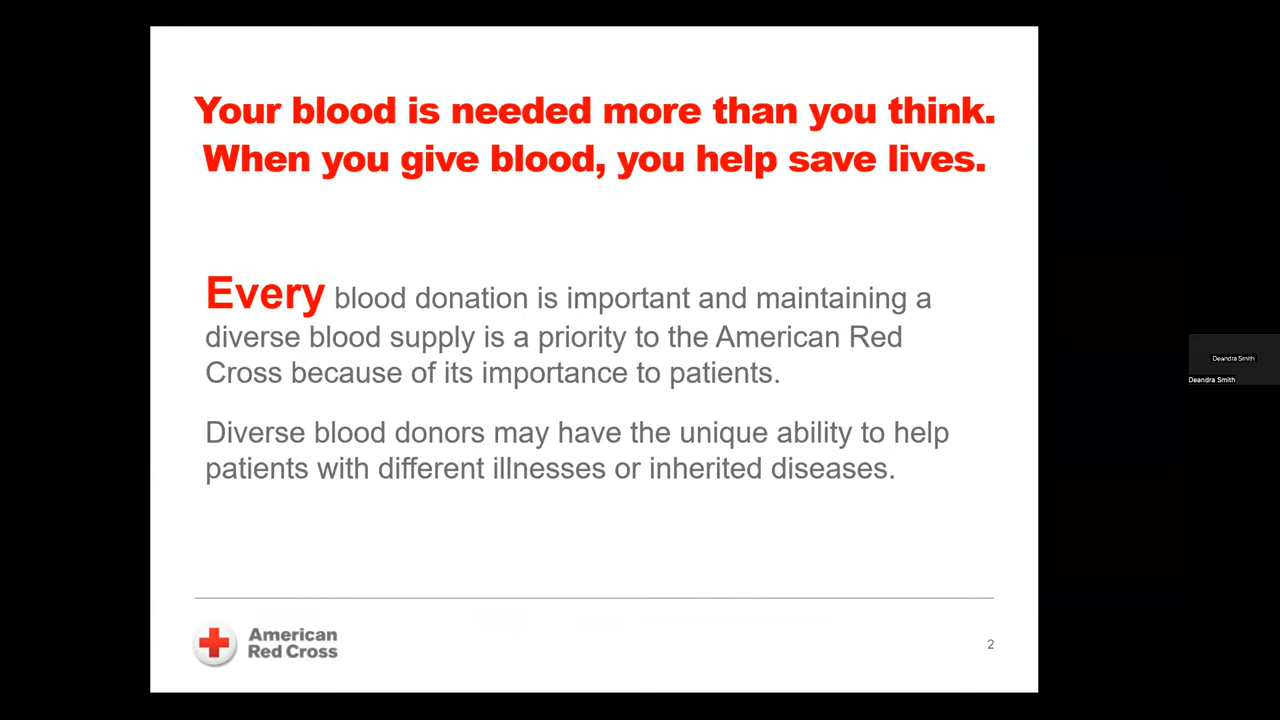 Your blood is needed more than you think.
When you give blood, you help save lives.
Every blood donation is important and maintaining a
diverse blood supply is a priority to the American Red
Cross because of its importance to patients.
Diverse blood donors may have the unique ability to help
patients with different illnesses or inherited diseases.
American
Red Cross
2
Deandra Smith
Deandra Smith